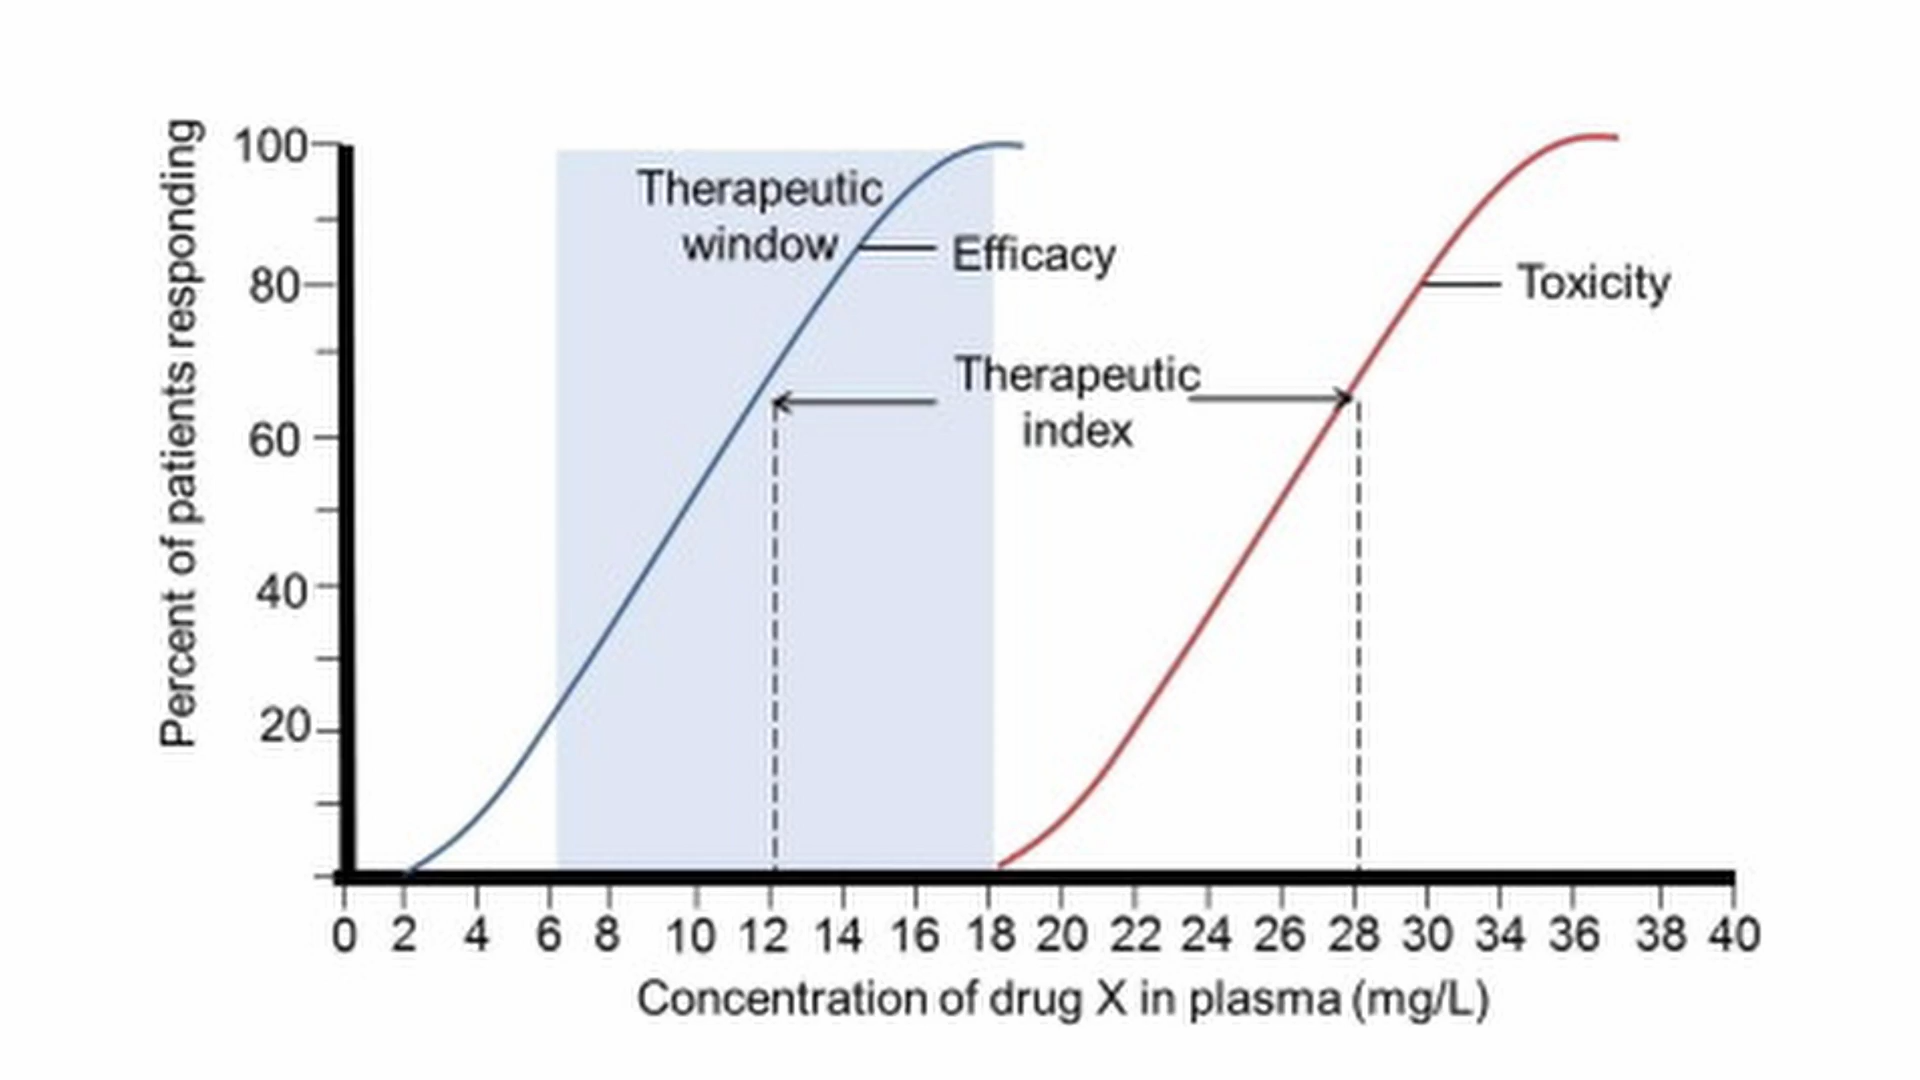 Percent of patients responding
100
80
60
40
20
Therapeutic
window
Efficacy
Toxicity
Therapeutic
index
0 2 4 6 8 10 12 14 16 18 20 22 24 26 28 30 34 36 38 40
Concentration of drug X in plasma (mg/L)